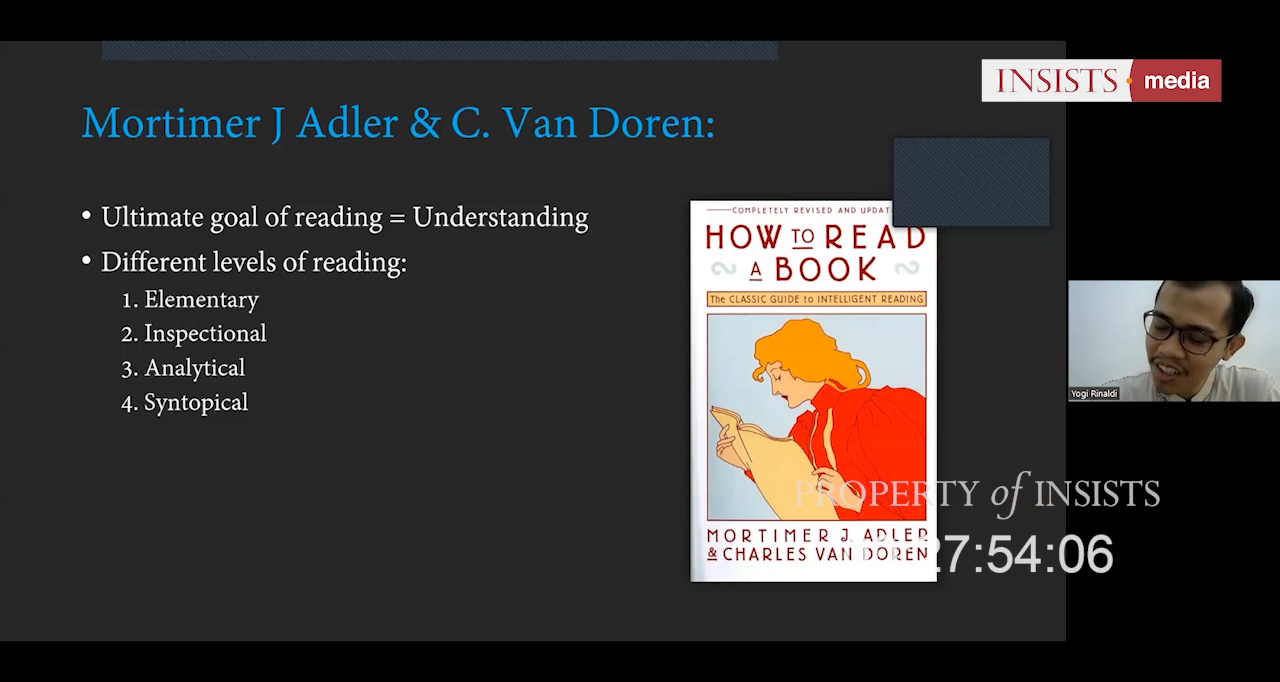 INSISTS media
Mortimer J Adler & C. Van Doren:
• Ultimate goal of reading = Understanding
• Different levels of reading:
1. Elementary
2. Inspectional
3. Analytical
4. Syntopical
COMPLETELY REVISED AND UPDAT
HOW TO READ
A BOOK
The CLASSIC GUIDE to INTELLIGENT READING
MORTIMER J. ADLER
& CHARLES VAN DOREN
Yogi Rinaldi
PROPERTY of INSISTS
27:54:06